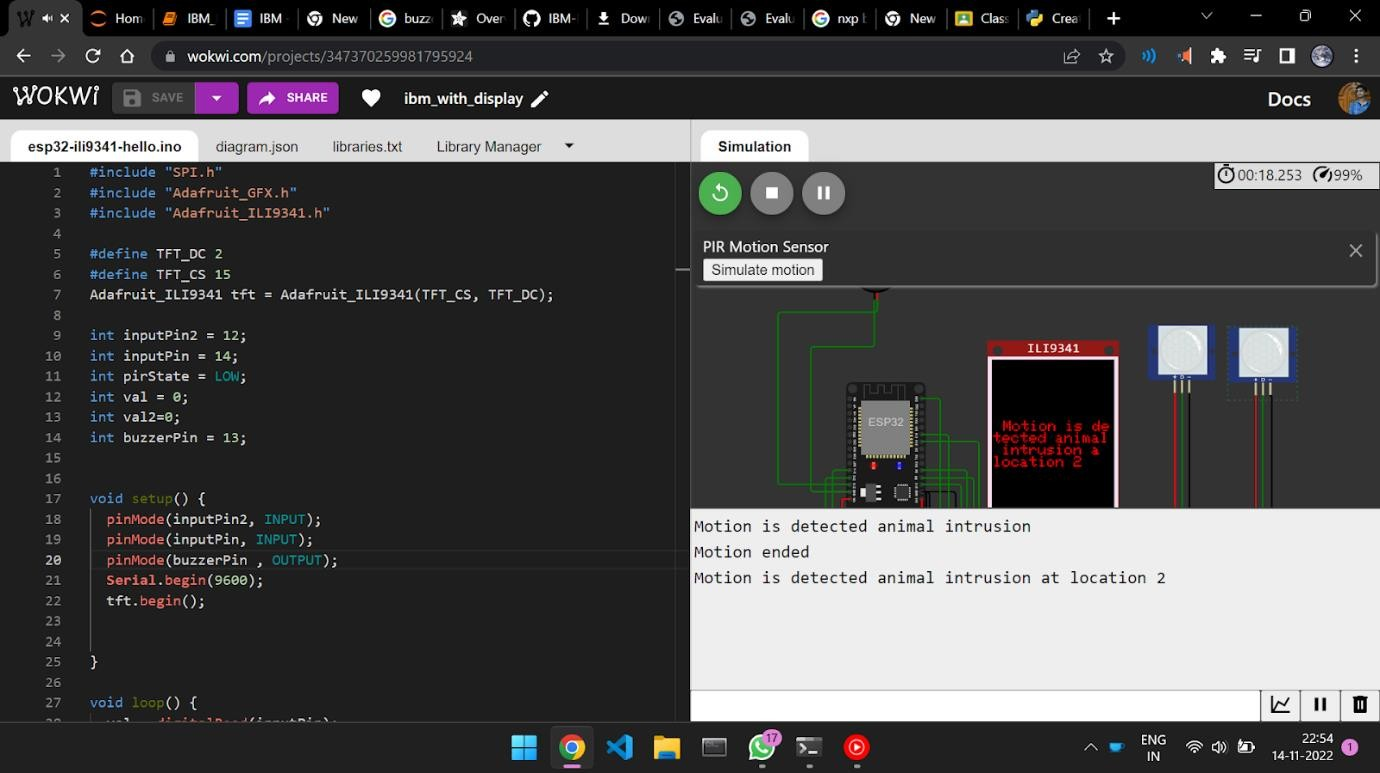 Hom
IBM_
IBM
New
buzz
Over
IBM-
Dow
Evalu
Evalu
nxp b
New
Class
Crea
wokwi.com/projects/347370259981795924
WOKWi
SAVE
SHARE
ibm_with_display
Docs
esp32-ili9341-hello.ino
diagram.json
libraries.txt
Library Manager
Simulation
1 #include "SPI.h"
2 #include "Adafruit_GFX.h"
3 #include "Adafruit_ILI9341.h"
4
5 #define TFT_DC 2
6 #define TFT_CS 15
7 Adafruit_ILI9341 tft = Adafruit_ILI9341(TFT_CS, TFT_DC);
8
9 int inputPin2 = 12;
10 int inputPin = 14;
11 int pirState = LOW;
12 int val = 0;
13 int val2=0;
14 int buzzerPin = 13;
15
16
17 void setup() {
18 pinMode(inputPin2, INPUT);
19 pinMode(inputPin, INPUT);
20 pinMode(buzzerPin , OUTPUT);
21 Serial.begin(9600);
22 tft.begin();
23
24
25 }
26
27 void loop() {
00:18.253
99%
PIR Motion Sensor
Simulate motion
ILI9341
ESP32
Motion is de
tected animal
intrusion a
location 2
+ D -
+ D -
Motion is detected animal intrusion
Motion ended
Motion is detected animal intrusion at location 2
17
ENG
IN
22:54
14-11-2022
1